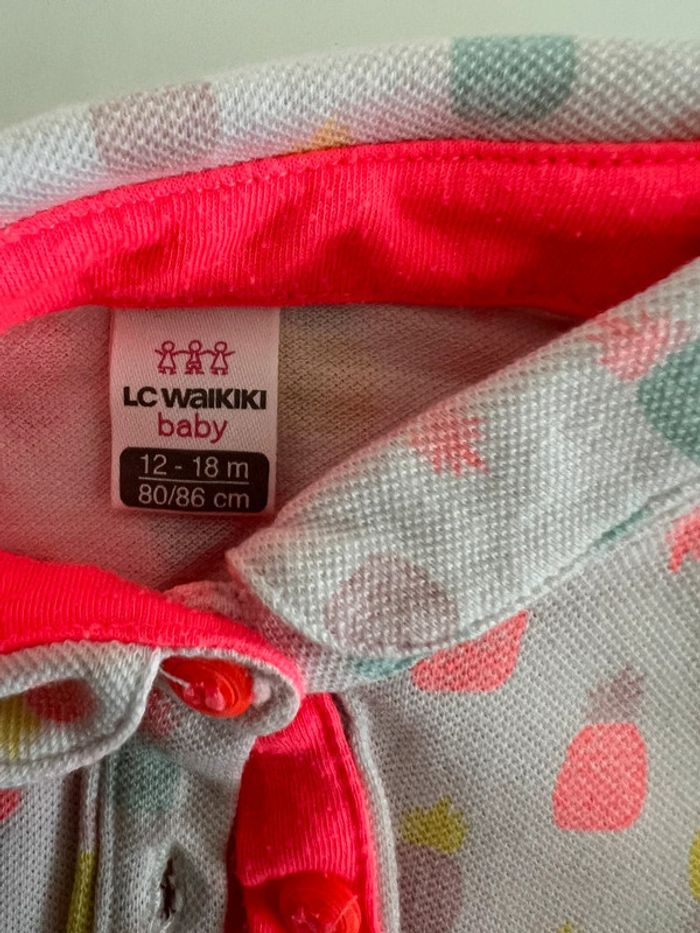 LC WAIKIKI
baby
12 - 18 m
80/86 cm